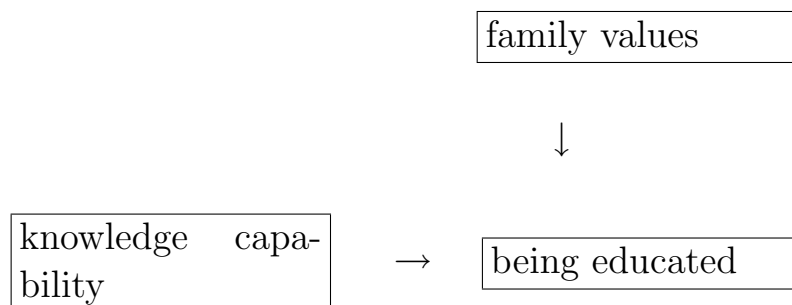 family values
↓
knowledge capa-
bility
→
being educated